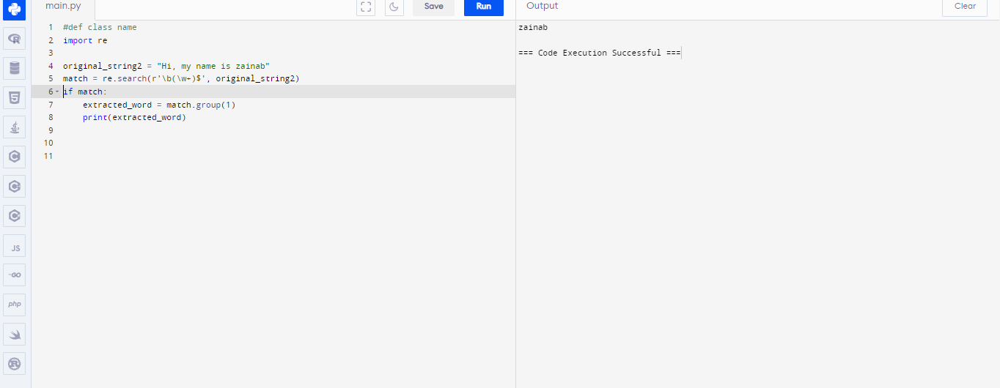 main.py
Save
Run
Output
Clear
1 #def class name
2 import re
3
4 original_string2 = "Hi, my name is zainab"
5 match = re.search(r'\b(\w+)$', original_string2)
6 if match:
7     extracted_word = match.group(1)
8     print(extracted_word)
9
10
11
zainab
=== Code Execution Successful ===
JS
-GO
php